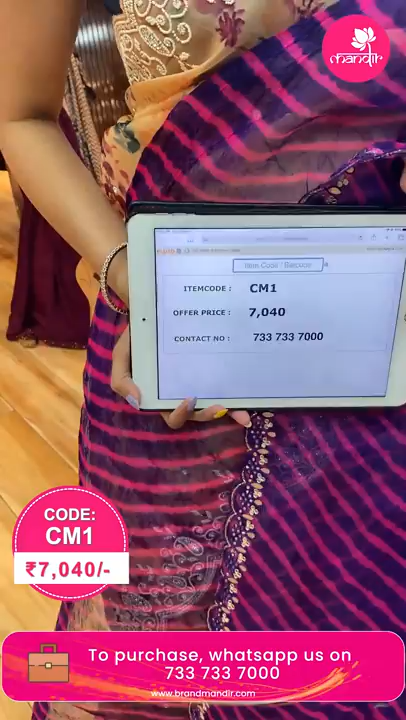 mandir
Item Code / Barcode
ITEMCODE : CM1
OFFER PRICE : 7,040
CONTACT NO : 733 733 7000
CODE:
CM1
₹7,040/-
To purchase, whatsapp us on
733 733 7000
www.brandmandir.com